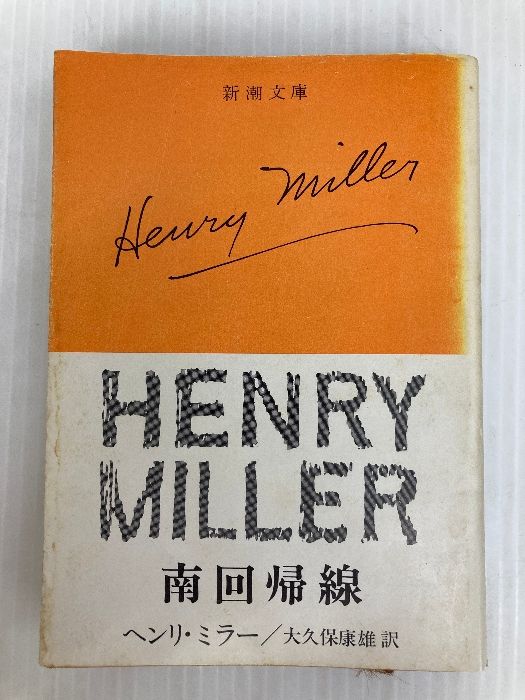 新潮文庫
Henry Miller
HENRY
MILLER
南回帰線
ヘンリ・ミラー/大久保康雄訳